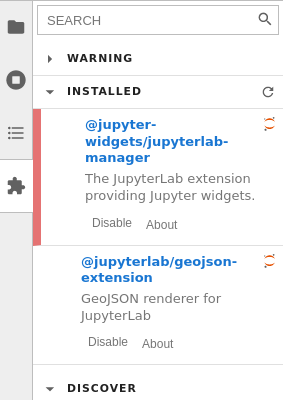 SEARCH
WARNING
INSTALLED
@jupyter-
widgets/jupyterlab-
manager
The JupyterLab extension
providing Jupyter widgets.
Disable About
@jupyterlab/geojson-
extension
GeoJSON renderer for
JupyterLab
Disable About
DISCOVER